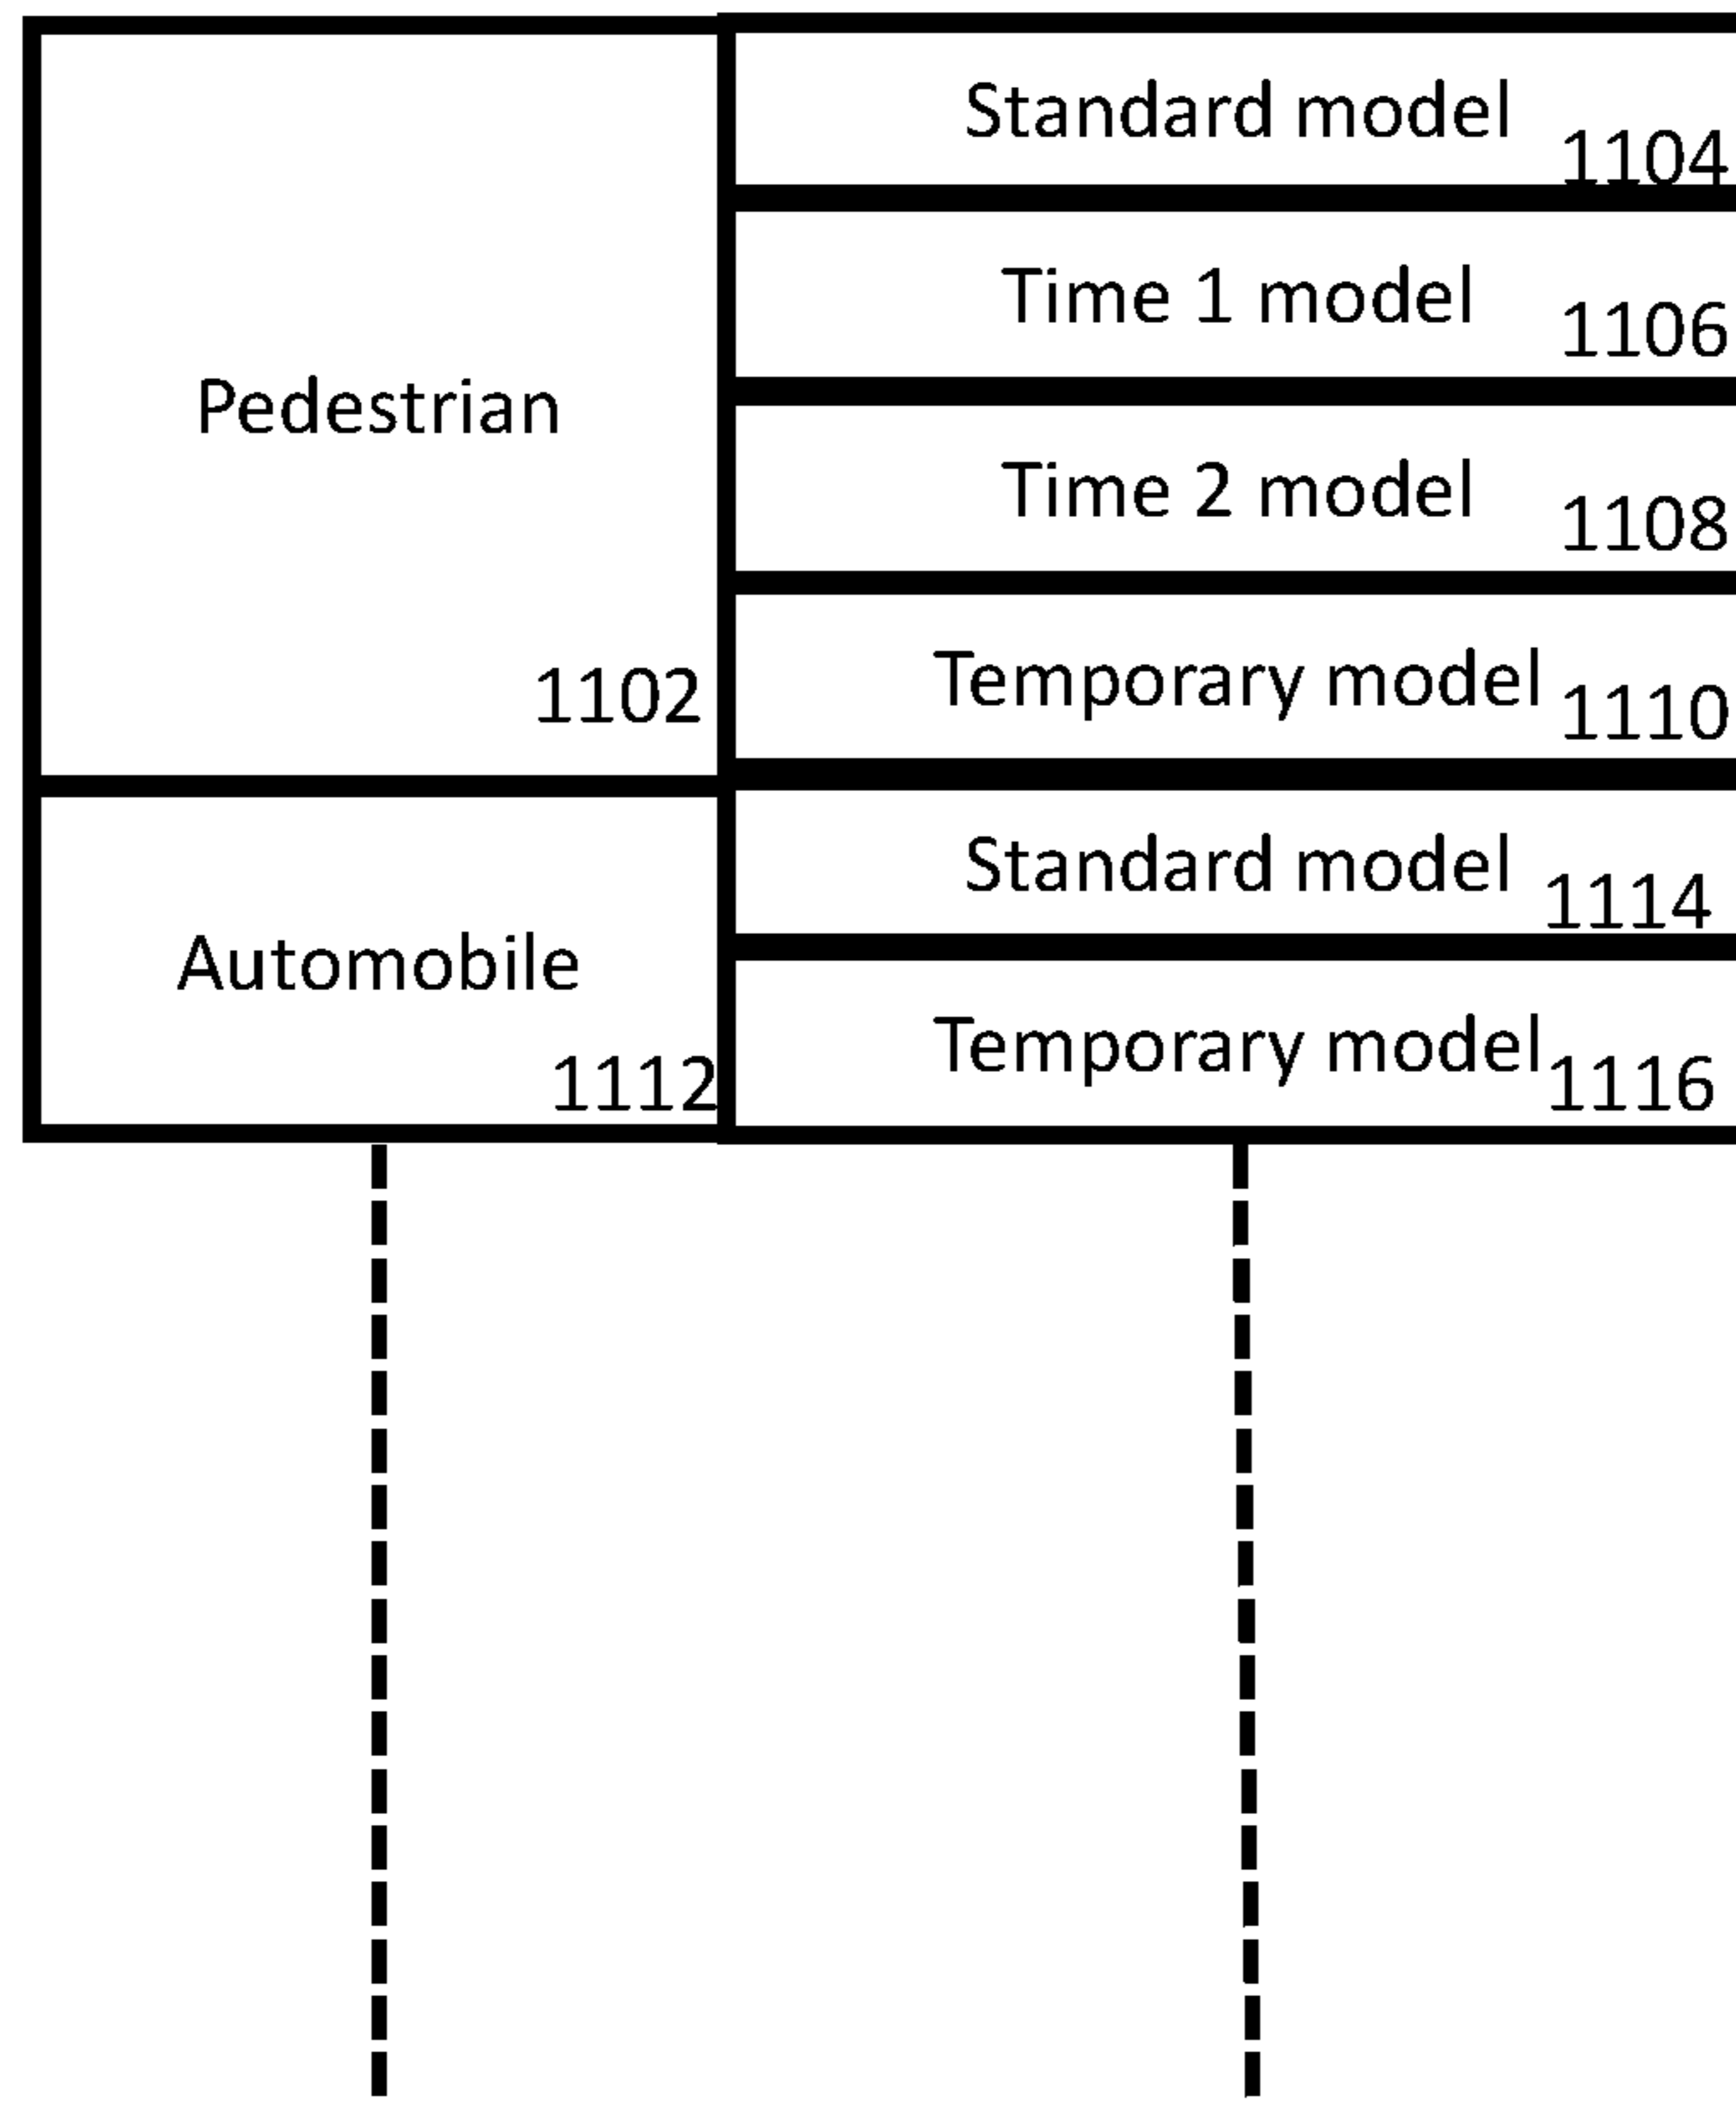 Pedestrian
1102
Standard model
1104
Time 1 model
1106
Time 2 model
1108
Temporary model
1110
Automobile
1112
Standard model
1114
Temporary model
1116